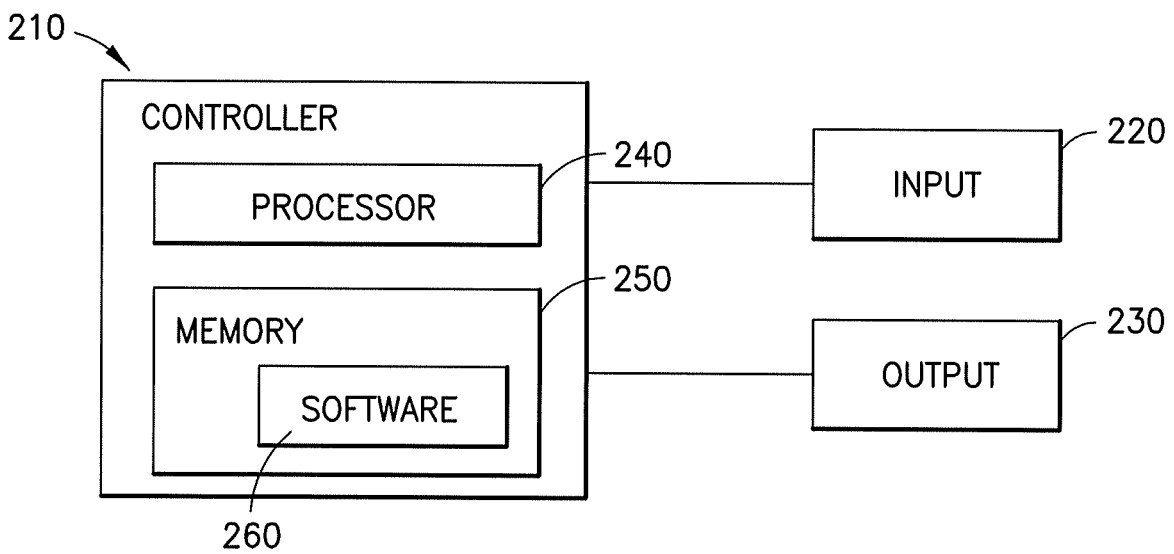 210
CONTROLLER
240
PROCESSOR
220
INPUT
250
MEMORY
230
OUTPUT
SOFTWARE
260